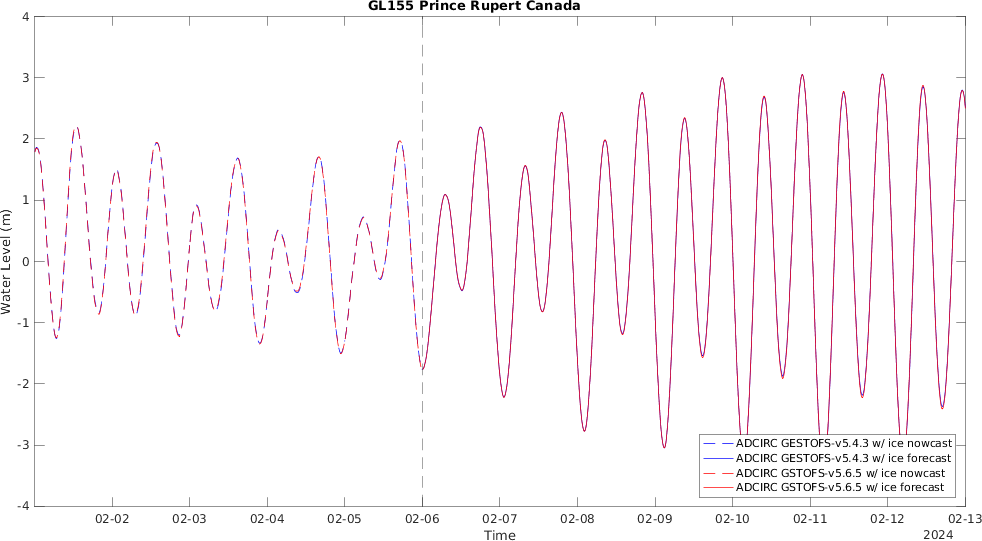 GL155 Prince Rupert Canada
4
3
2
1
0
-1
-2
-3
-4
Water Level (m)
ADCIRC GESTOFS-v5.4.3 w/ ice nowcast
ADCIRC GESTOFS-v5.4.3 w/ ice forecast
ADCIRC GSTOFS-v5.6.5 w/ ice nowcast
ADCIRC GSTOFS-v5.6.5 w/ ice forecast
02-02 02-03 02-04 02-05 02-06 02-07 02-08 02-09 02-10 02-11 02-12 02-13
Time
2024